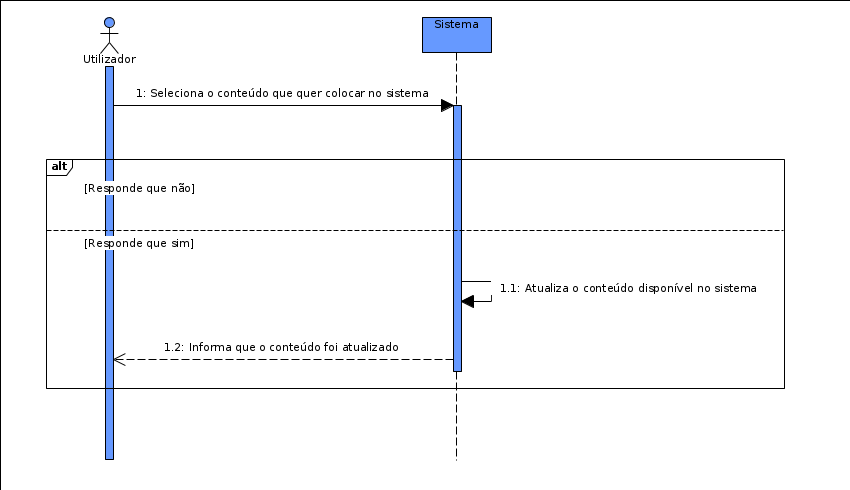 Sistema
Utilizador
1: Seleciona o conteúdo que quer colocar no sistema
alt
[Responde que não]
[Responde que sim]
1.1: Atualiza o conteúdo disponível no sistema
1.2: Informa que o conteúdo foi atualizado